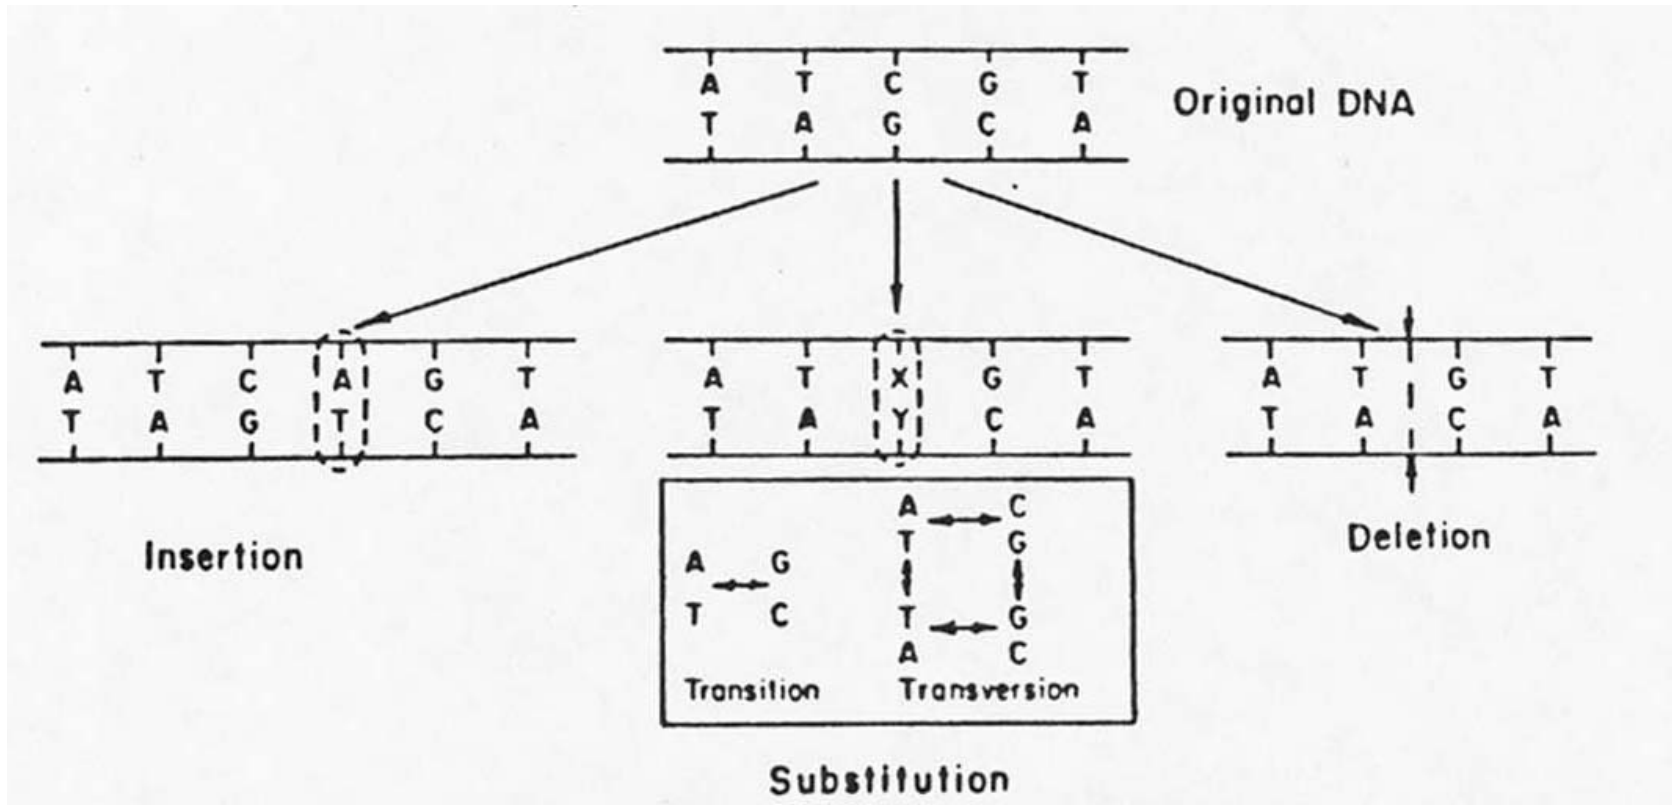 A T C G T
Original DNA
T A G C A
A T C A G T
T A G T C A
A T X G T
T A Y C A
A T G T
T A C A
Insertion
A G
T C
Transition
A C
T G
A
T G
A C
Transversion
Substitution
Deletion